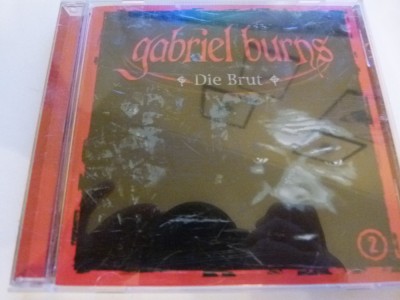 gabriel burns
Die Brut
2